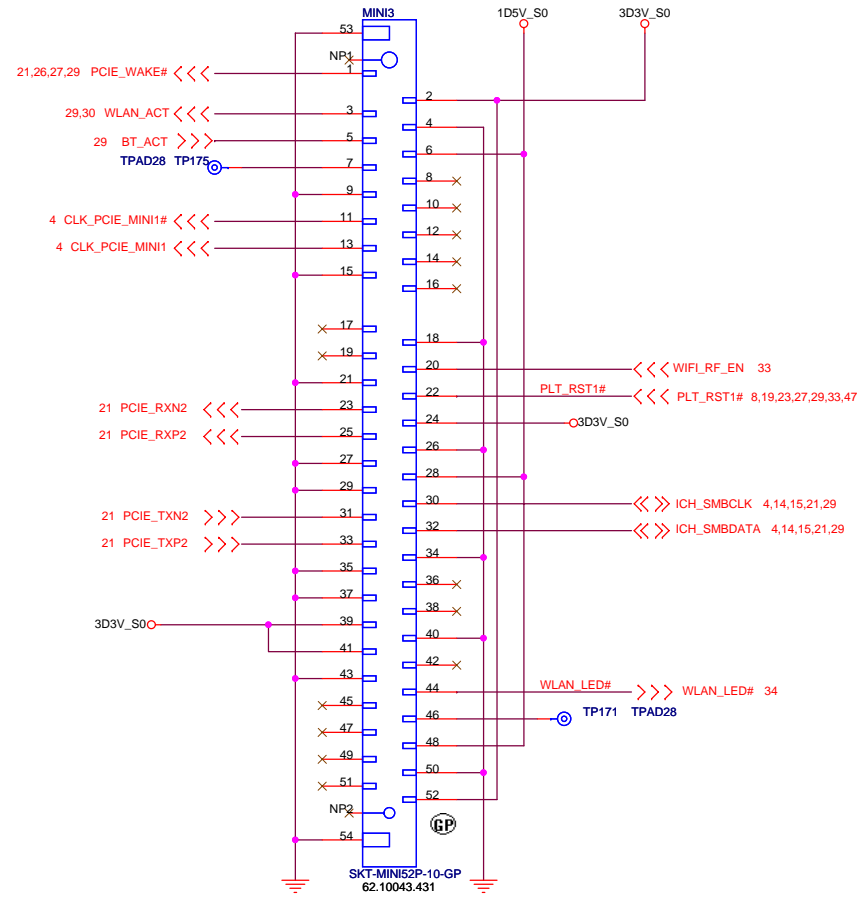 MINI3
1D5V_S0
3D3V_S0
53
NP1
21,26,27,29 PCIE_WAKE#
1
2
29,30 WLAN_ACT
3
4
29 BT_ACT
5
6
TPAD28 TP175
7
8
9
10
4 CLK_PCIE_MINI1#
11
12
4 CLK_PCIE_MINI1
13
14
15
16
17
18
19
20
WIFI_RF_EN 33
21
22
PLT_RST1#
PLT_RST1# 8,19,23,27,29,33,47
21 PCIE_RXN2
23
24
3D3V_S0
21 PCIE_RXP2
25
26
27
28
29
30
ICH_SMBCLK 4,14,15,21,29
21 PCIE_TXN2
31
32
ICH_SMBDATA 4,14,15,21,29
21 PCIE_TXP2
33
34
35
36
37
38
3D3V_S0
39
40
41
42
43
44
WLAN_LED#
WLAN_LED# 34
45
46
TP171 TPAD28
47
48
49
50
51
52
NP2
GP
54
SKT-MINI52P-10-GP
62.10043.431